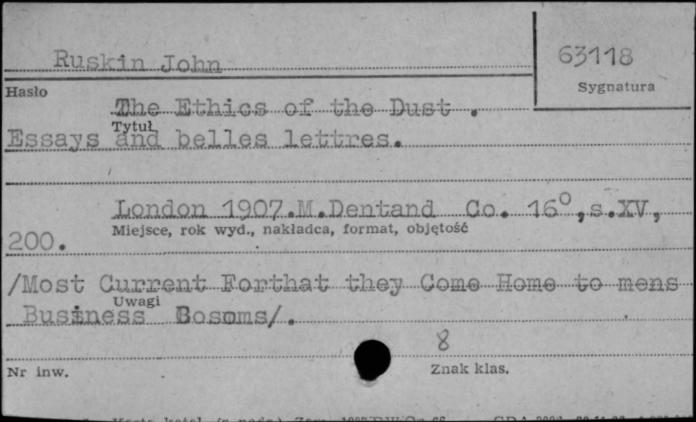 Ruskin John
63118
Hasło
Sygnatura
The Ethics of the Dust .
Tytuł
Essays and belles lettres.
London 1907.M.Dentand Co. 16°,s.XV,
Miejsce, rok wyd., nakładca, format, objętość
200.
/Most Current Forthat they Come Home to mens
Uwagi
Business Bosoms/.
8
Nr inw.
Znak klas.